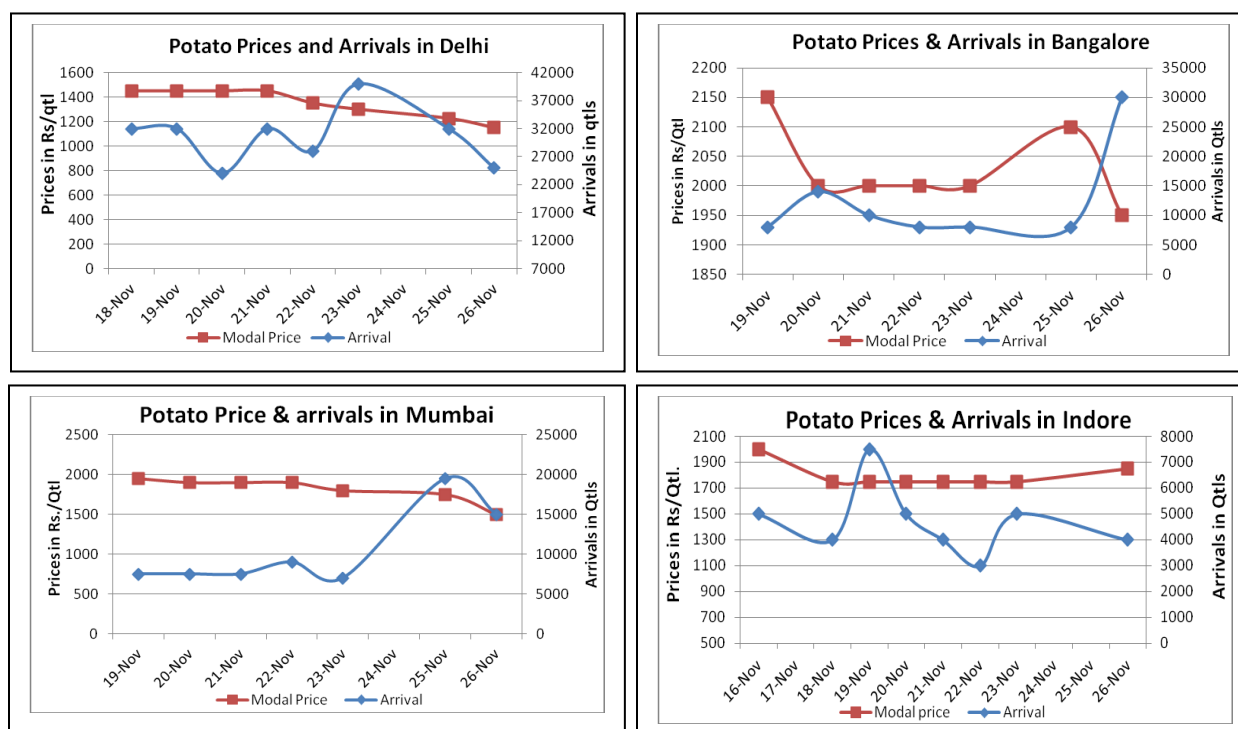 Potato Prices and Arrivals in Delhi
Prices in Rs/qtl
1600
1400
1200
1000
800
600
400
200
0
42000
37000
32000
27000
22000
17000
12000
7000
Arrivals in qtls
18-Nov
19-Nov
20-Nov
21-Nov
22-Nov
23-Nov
24-Nov
25-Nov
26-Nov
Modal Price
Arrival
Potato Prices & Arrivals in Bangalore
Prices in Rs/Qtl
2200
2150
2100
2050
2000
1950
1900
1850
35000
30000
25000
20000
15000
10000
5000
0
Arrivals in Qtls
19-Nov
20-Nov
21-Nov
22-Nov
23-Nov
24-Nov
25-Nov
26-Nov
Modal Price
Arrival
Potato Price & arrivals in Mumbai
Prices in Rs./Qtl
2500
2000
1500
1000
500
0
25000
20000
15000
10000
5000
0
Arrivals in Qtls
19-Nov
20-Nov
21-Nov
22-Nov
23-Nov
24-Nov
25-Nov
26-Nov
Modal Price
Arrival
Potato Prices & Arrivals in Indore
Prices in Rs/Qtl.
2100
1900
1700
1500
1300
1100
900
700
500
8000
7000
6000
5000
4000
3000
2000
1000
0
Arrivals in Qtls
16-Nov
17-Nov
18-Nov
19-Nov
20-Nov
21-Nov
22-Nov
23-Nov
24-Nov
25-Nov
26-Nov
Modal price
Arrival